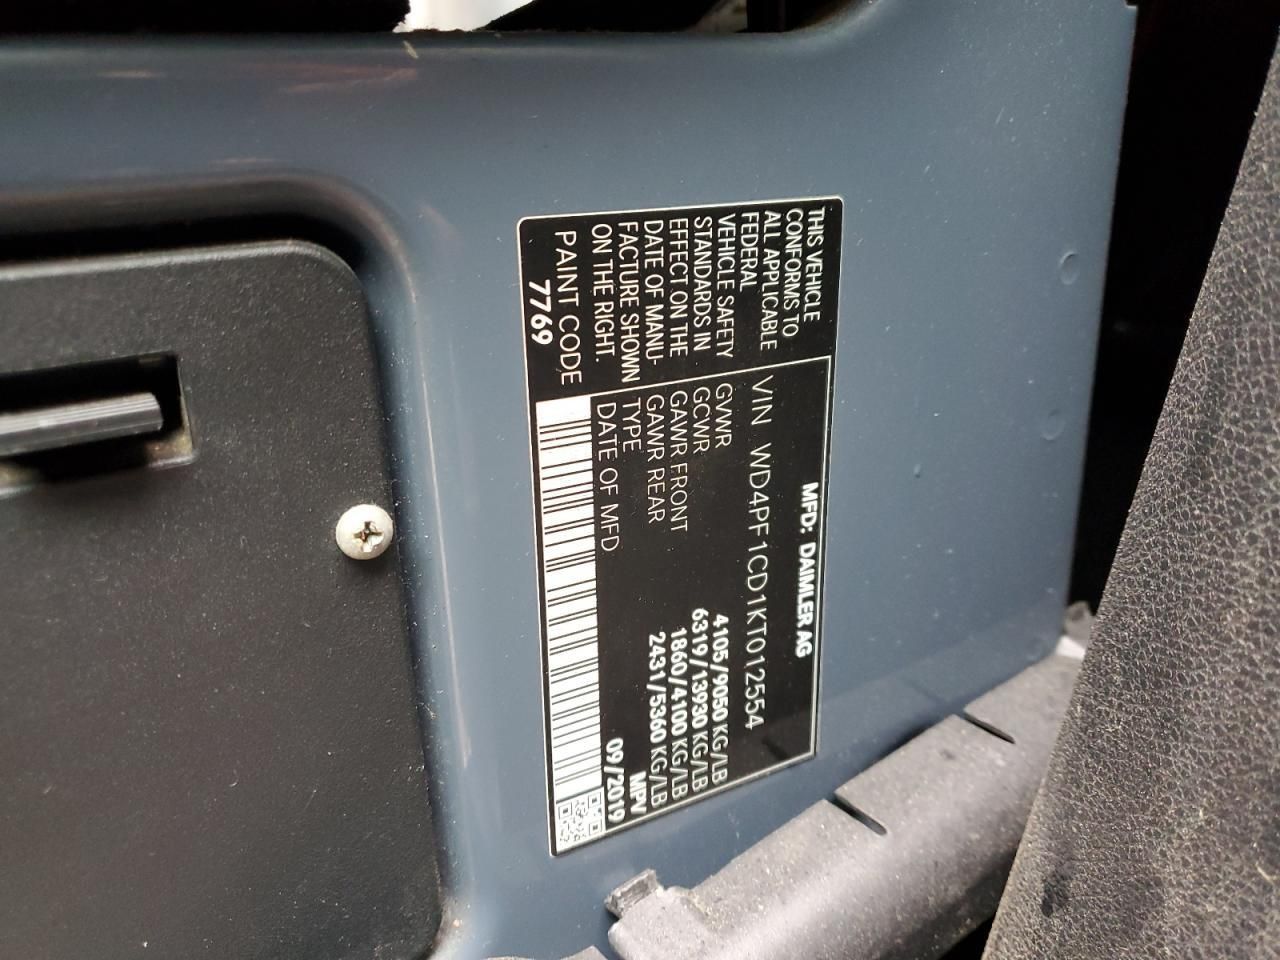 THIS VEHICLE
CONFORMS TO
ALL APPLICABLE
FEDERAL
VEHICLE SAFETY
STANDARDS IN
EFFECT ON THE
DATE OF MANU-
FACTURE SHOWN
ON THE RIGHT.
PAINT CODE
7769
MFD: DAIMLER AG
VIN WD4PF1CD1KT012554
GVWR 4105/9050 KG/LB
GCWR 6319/13930 KG/LB
GAWR FRONT 1860/4100 KG/LB
GAWR REAR 2431/5360 KG/LB
TYPE MPV
DATE OF MFD 09/2019